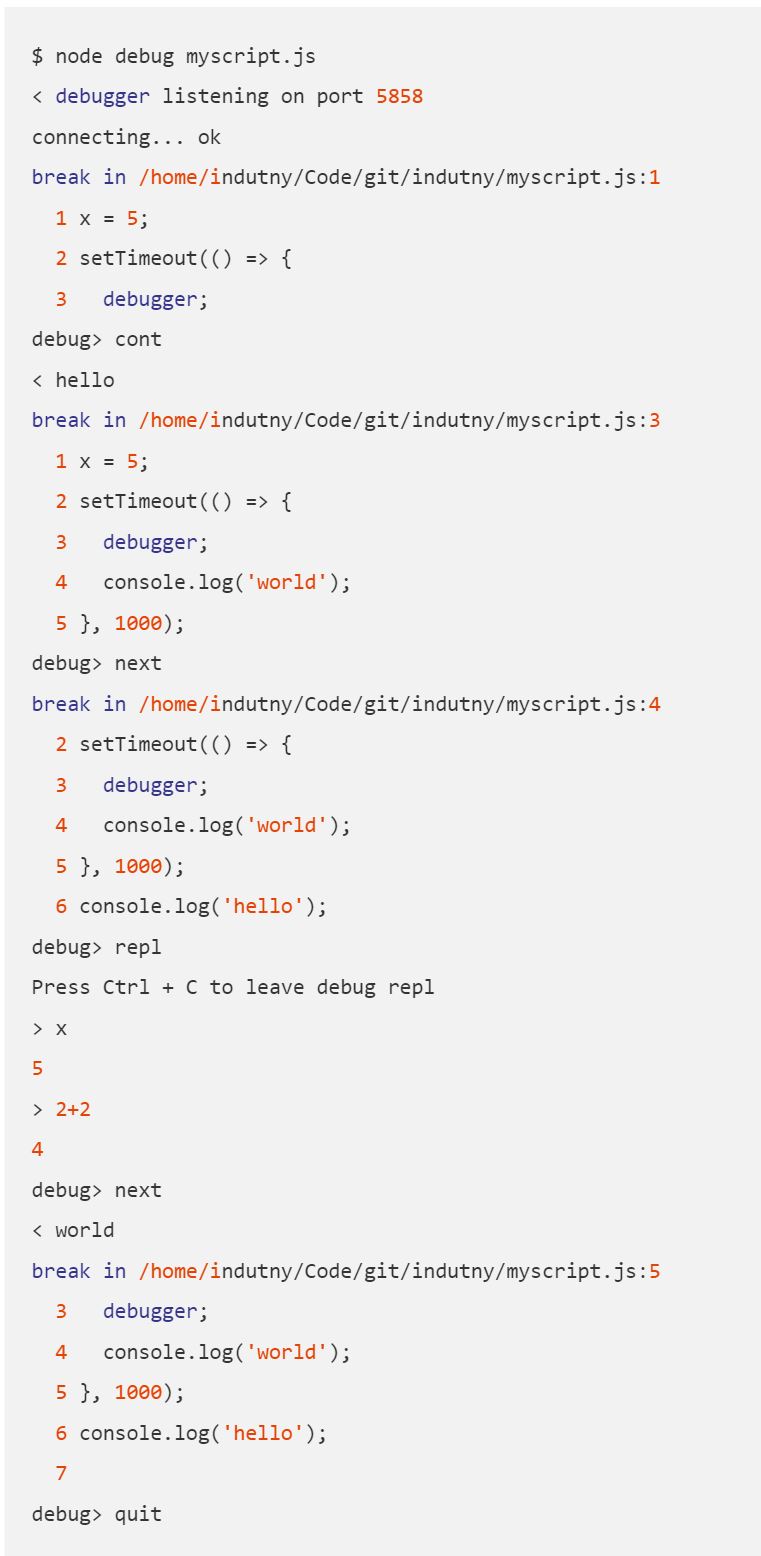 $ node debug myscript.js
< debugger listening on port 5858
connecting... ok
break in /home/indutny/Code/git/indutny/myscript.js:1
  1 x = 5;
  2 setTimeout(() => {
  3   debugger;
debug> cont
< hello
break in /home/indutny/Code/git/indutny/myscript.js:3
  1 x = 5;
  2 setTimeout(() => {
  3   debugger;
  4   console.log('world');
  5 }, 1000);
debug> next
break in /home/indutny/Code/git/indutny/myscript.js:4
  2 setTimeout(() => {
  3   debugger;
  4   console.log('world');
  5 }, 1000);
  6 console.log('hello');
debug> repl
Press Ctrl + C to leave debug repl
> x
5
> 2+2
4
debug> next
< world
break in /home/indutny/Code/git/indutny/myscript.js:5
  3   debugger;
  4   console.log('world');
  5 }, 1000);
  6 console.log('hello');
  7
debug> quit